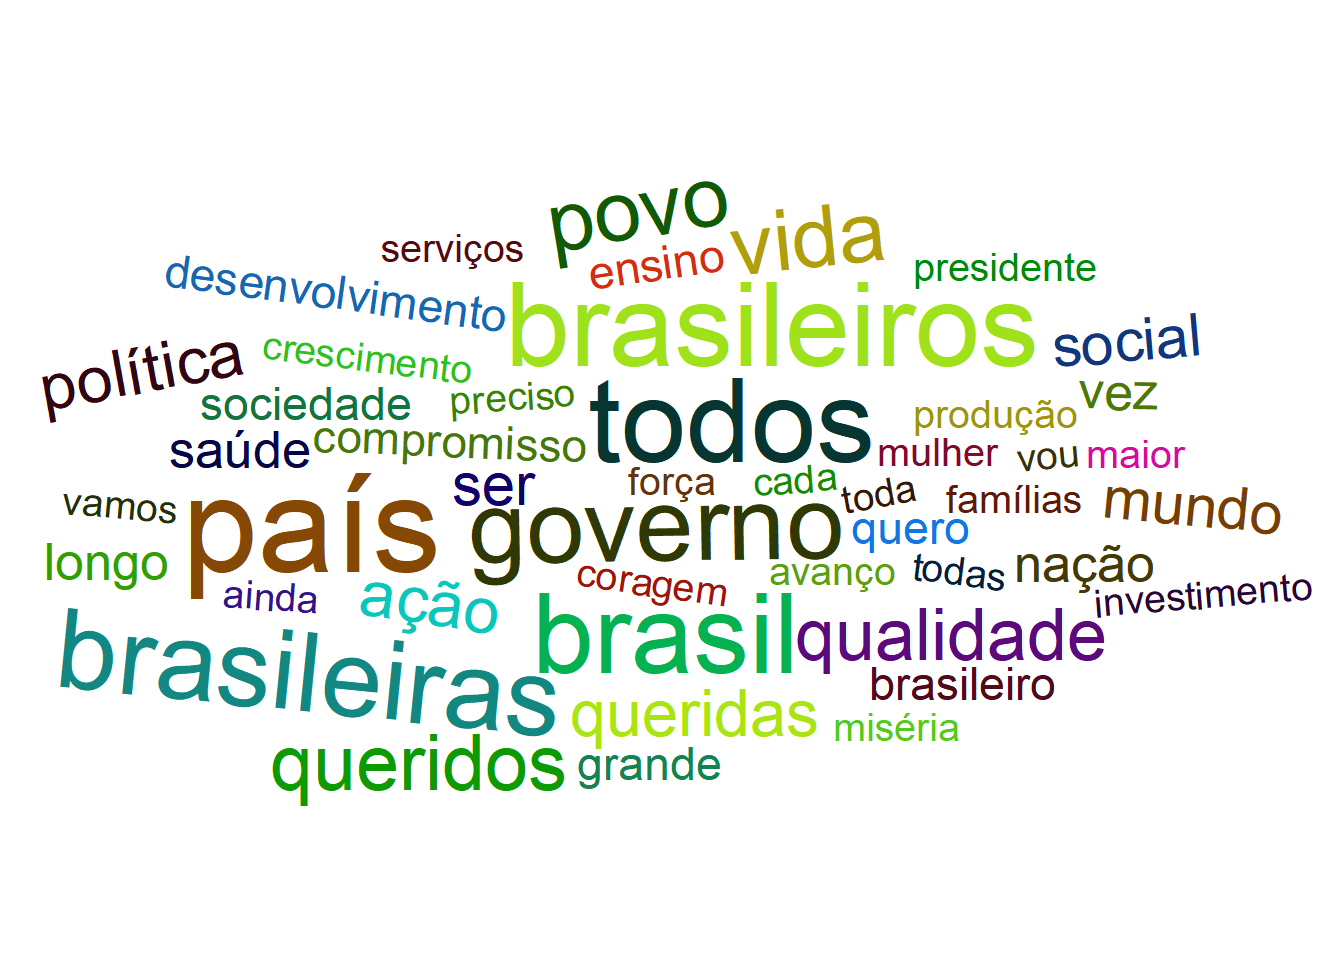 povo
vida
serviços
ensino
presidente
desenvolvimento
brasileiros
social
política
crescimento
preciso
todos
vez
sociedade
produção
saúde
compromisso
mulher
vou
maior
ser
força
cada
toda
famílias
mundo
vamos
país
governo
quero
longo
coragem
avanço
todas
nação
ainda
ação
investimento
brasil
qualidade
brasileiras
brasileiro
queridas
miséria
queridos
grande